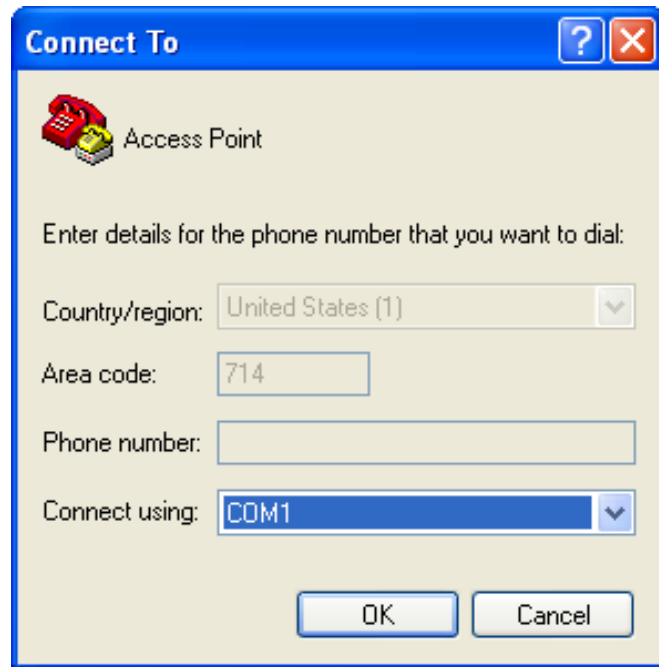 Connect To
Access Point
Enter details for the phone number that you want to dial:
Country/region: United States (1)
Area code: 714
Phone number:
Connect using: COM1
OK Cancel